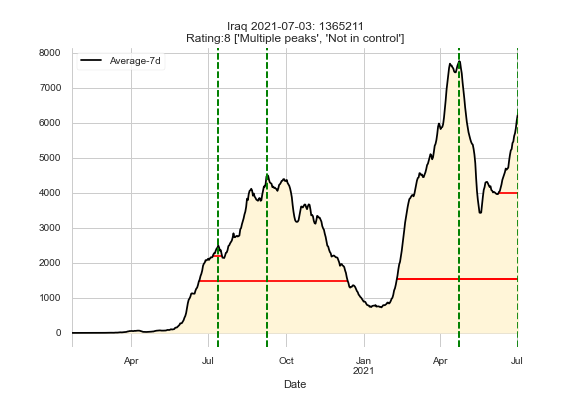 Iraq 2021-07-03: 1365211
Rating:8 ['Multiple peaks', 'Not in control']
8000
7000
6000
5000
4000
3000
2000
1000
0
Average-7d
Apr
Jul
Oct
Jan
2021
Apr
Jul
Date